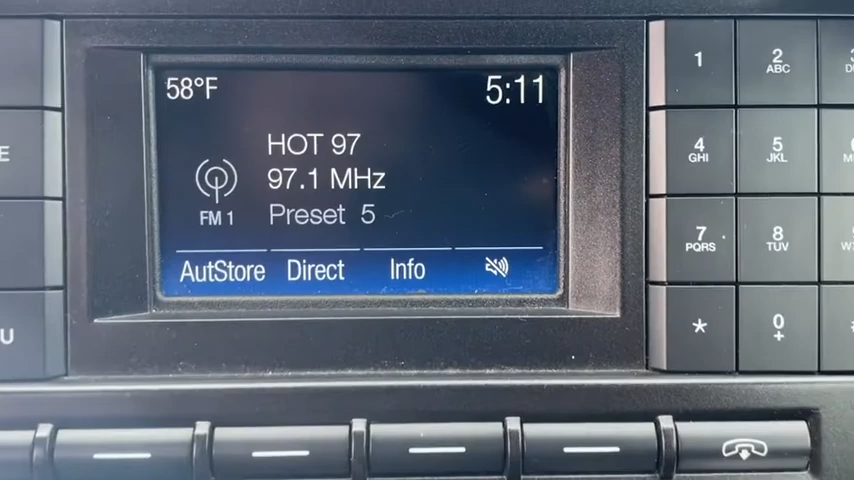 58°F
5:11
HOT 97
97.1 MHz
FM 1
Preset 5
AutStore
Direct
Info
1
2
ABC
4
GHI
5
JKL
7
PQRS
8
TUV
*
0
+
E
U